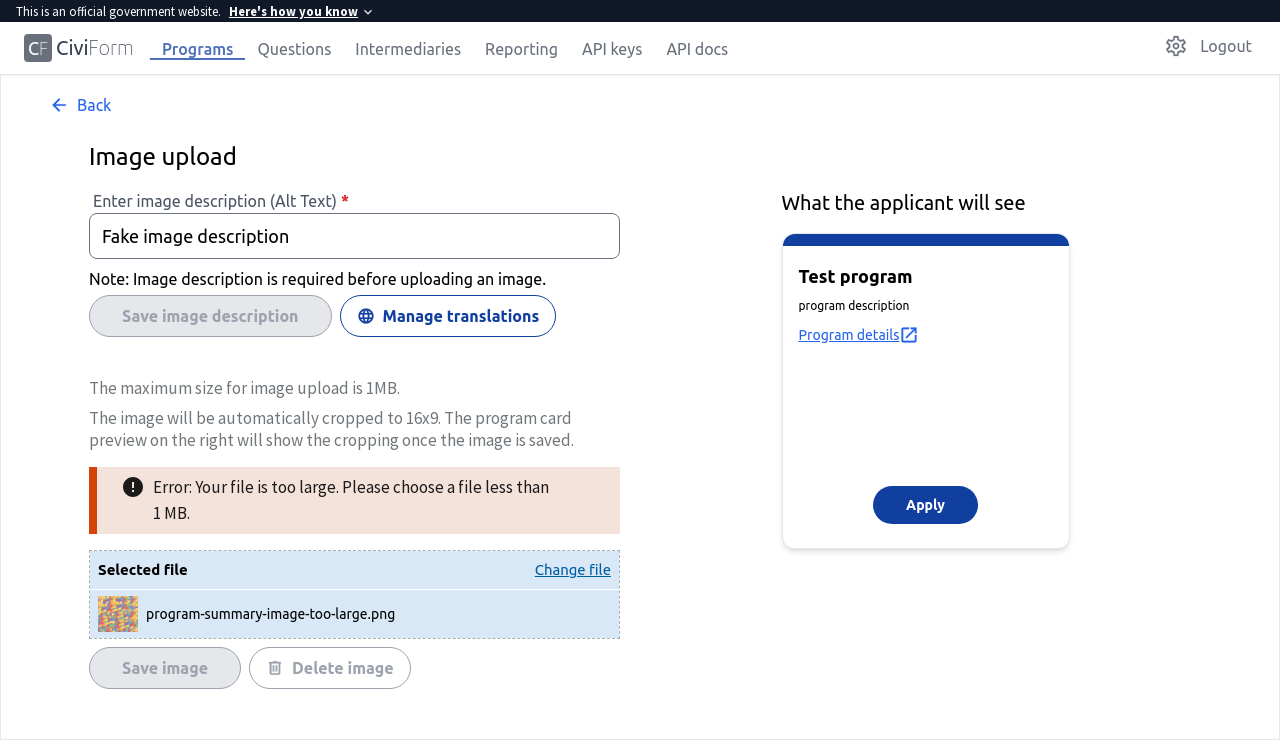 This is an official government website. Here's how you know
CF CiviForm Programs Questions Intermediaries Reporting API keys API docs Logout
Back
Image upload
Enter image description (Alt Text) *
Fake image description
Note: Image description is required before uploading an image.
Save image description Manage translations
The maximum size for image upload is 1MB.
The image will be automatically cropped to 16x9. The program card
preview on the right will show the cropping once the image is saved.
Error: Your file is too large. Please choose a file less than
1 MB.
Selected file Change file
program-summary-image-too-large.png
Save image Delete image
What the applicant will see
Test program
program description
Program details
Apply